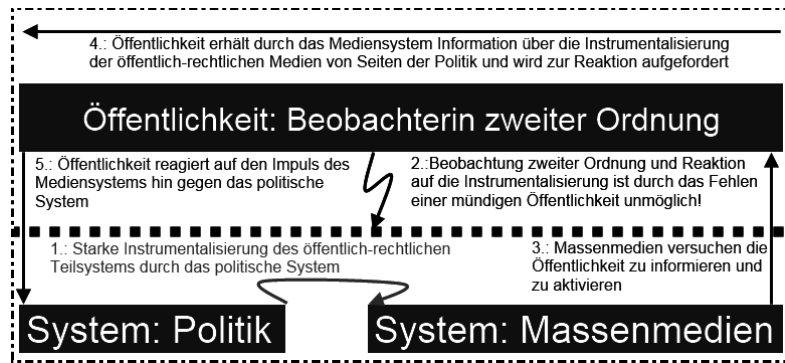 4.: Öffentlichkeit erhält durch das Mediensystem Information über die Instrumentalisierung
der öffentlich-rechtlichen Medien von Seiten der Politik und wird zur Reaktion aufgefordert
Öffentlichkeit: Beobachterin zweiter Ordnung
5.: Öffentlichkeit reagiert auf den Impuls des
Mediensystems hin gegen das politische
System
2.:Beobachtung zweiter Ordnung und Reaktion
auf die Instrumentalisierung ist durch das Fehlen
einer mündigen Öffentlichkeit unmöglich!
1.: Starke Instrumentalisierung des öffentlich-rechtlichen
Teilsystems durch das politische System
3.: Massenmedien versuchen die
Öffentlichkeit zu informieren und
zu aktivieren
System: Politik
System: Massenmedien